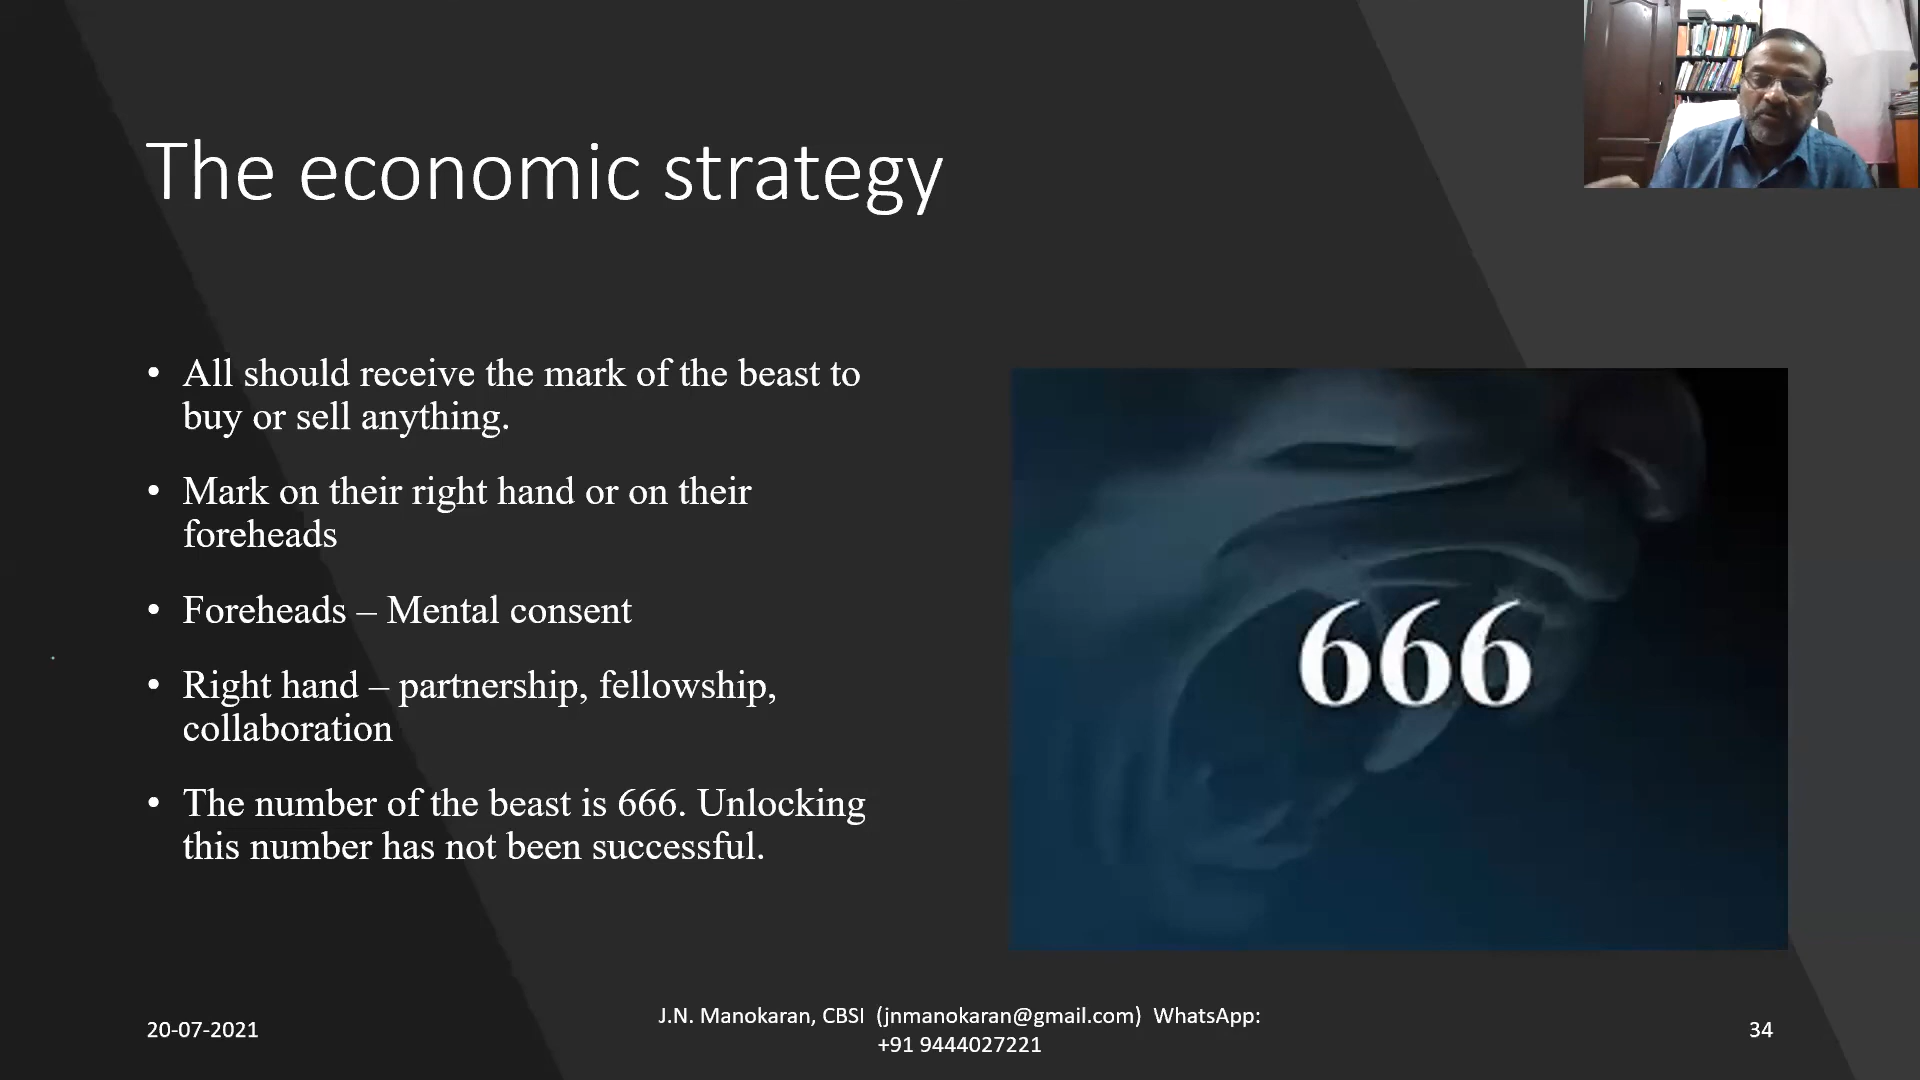 The economic strategy
• All should receive the mark of the beast to
buy or sell anything.
• Mark on their right hand or on their
foreheads
• Foreheads – Mental consent
• Right hand – partnership, fellowship,
collaboration
• The number of the beast is 666. Unlocking
this number has not been successful.
666
20-07-2021
J.N. Manokaran, CBSI (jnmanokaran@gmail.com) WhatsApp:
+91 9444027221
34